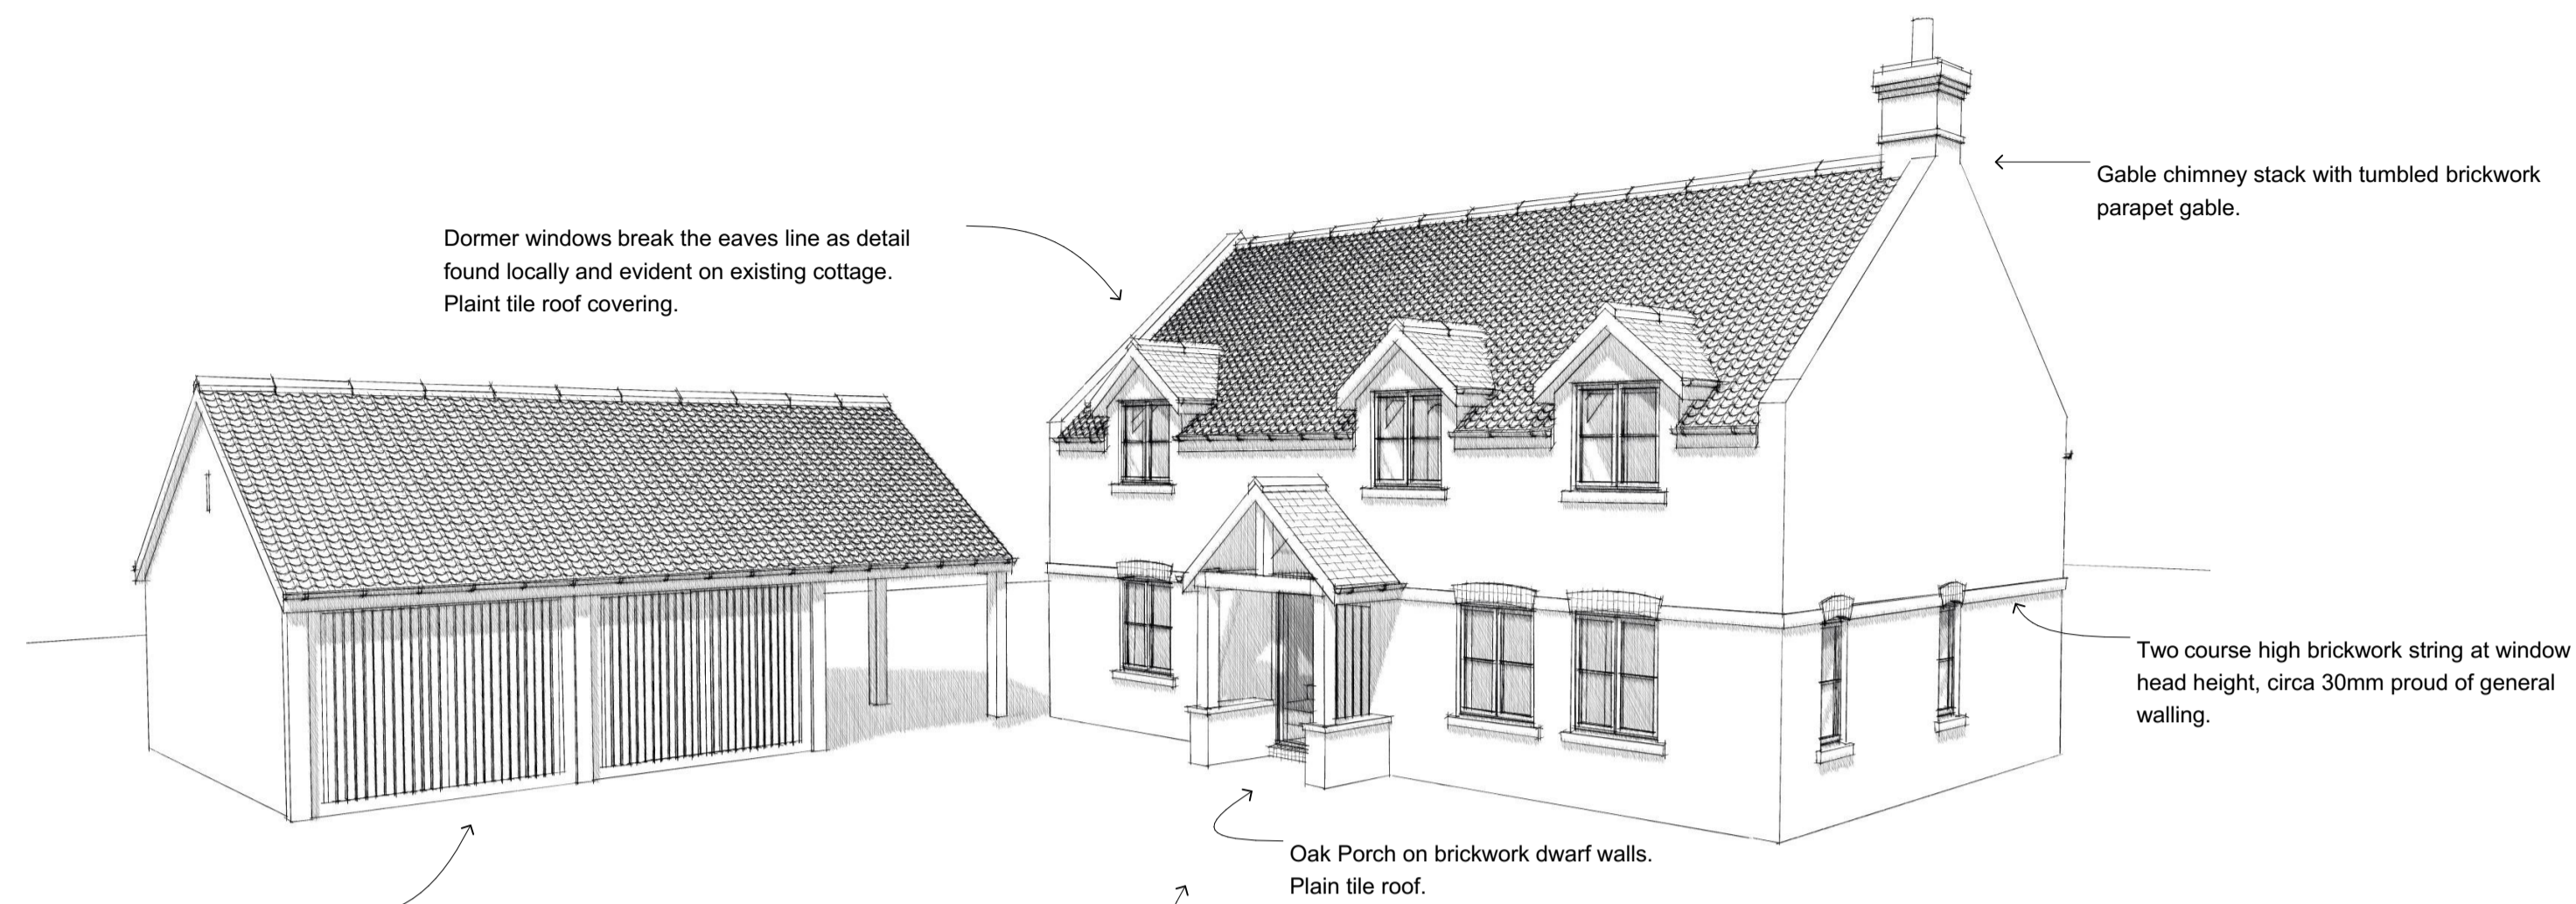 Gable chimney stack with tumbled brickwork
parapet gable.
Dormer windows break the eaves line as detail
found locally and evident on existing cottage.
Plaint tile roof covering.
Two course high brickwork string at window
head height, circa 30mm proud of general
walling.
Oak Porch on brickwork dwarf walls.
Plain tile roof.